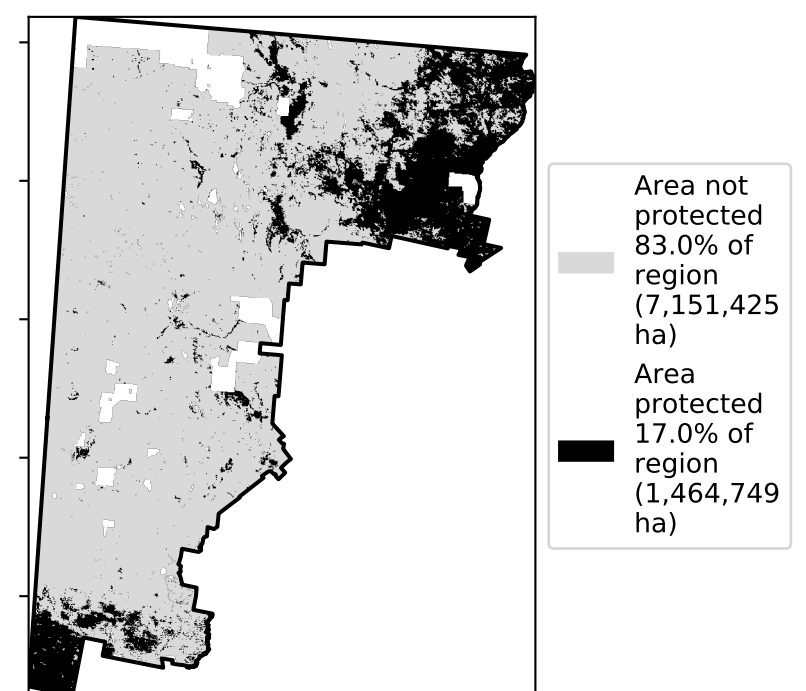 Area not
protected
83.0% of
region
(7,151,425
ha)
Area
protected
17.0% of
region
(1,464,749
ha)